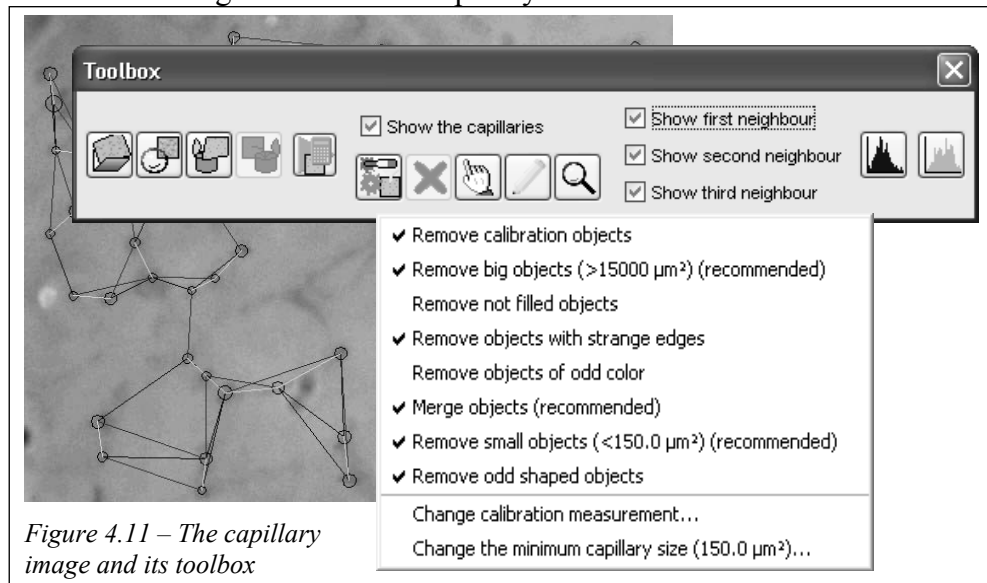 Toolbox
Show the capillaries
Show first neighbour
Show second neighbour
Show third neighbour
Remove calibration objects
Remove big objects (>15000 µm²) (recommended)
Remove not filled objects
Remove objects with strange edges
Remove objects of odd color
Merge objects (recommended)
Remove small objects (<150.0 µm²) (recommended)
Remove odd shaped objects
Change calibration measurement...
Change the minimum capillary size (150.0 µm²)...
Figure 4.11 – The capillary
image and its toolbox